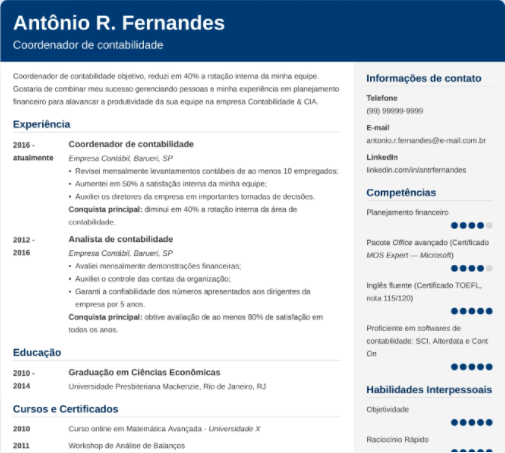 Antônio R. Fernandes
Coordenador de contabilidade
Coordenador de contabilidade objetivo, reduzi em 40% a rotação interna da minha equipe.
Gostaria de combinar meu sucesso gerenciando pessoas e minha experiência em planejamento
financeiro para alavancar a produtividade da sua equipe na empresa Contabilidade & CIA.
Experiência
2016 -
atualmente
Coordenador de contabilidade
Empresa Contábil, Barueri, SP
• Revisei mensalmente levantamentos contábeis de ao menos 10 empregados;
• Aumentei em 50% a satisfação interna da minha equipe;
• Auxiliei os diretores da empresa em importantes tomadas de decisões.
Conquista principal: diminui em 40% a rotação interna da área de
contabilidade.
2012 -
2016
Analista de contabilidade
Empresa Contábil, Barueri, SP
• Avaliei mensalmente demonstrações financeiras;
• Auxiliei o controle das contas da organização;
• Garanti a confiabilidade dos números apresentados aos dirigentes da
empresa por 5 anos.
Conquista principal: obtive avaliação de ao menos 80% de satisfação em
todos os anos.
Educação
2010 -
2014
Graduação em Ciências Econômicas
Universidade Presbiteriana Mackenzie, Rio de Janeiro, RJ
Cursos e Certificados
2010 Curso online em Matemática Avançada - Universidade X
2011 Workshop de Análise de Balanços
Informações de contato
Telefone
(99) 99999-9999
E-mail
antonio.r.fernandes@e-mail.com.br
LinkedIn
linkedin.com/in/antrfernandes
Competências
Planejamento financeiro
Pacote Office avançado (Certificado
MOS Expert — Microsoft)
Inglês fluente (Certificado TOEFL,
nota 115/120)
Proficiente em softwares de
contabilidade: SCI, Alterdata e Cont
On
Habilidades Interpessoais
Objetividade
Raciocínio Rápido